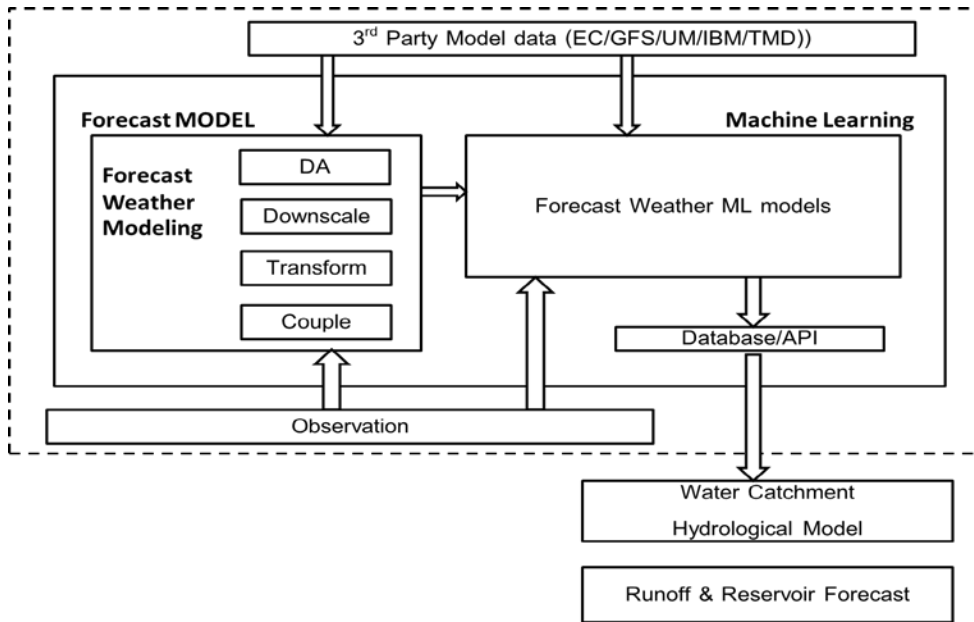 3rd Party Model data (EC/GFS/UM/IBM/TMD))
Forecast MODEL
Machine Learning
Forecast
Weather
Modeling
DA
Downscale
Transform
Couple
Forecast Weather ML models
Database/API
Observation
Water Catchment
Hydrological Model
Runoff & Reservoir Forecast